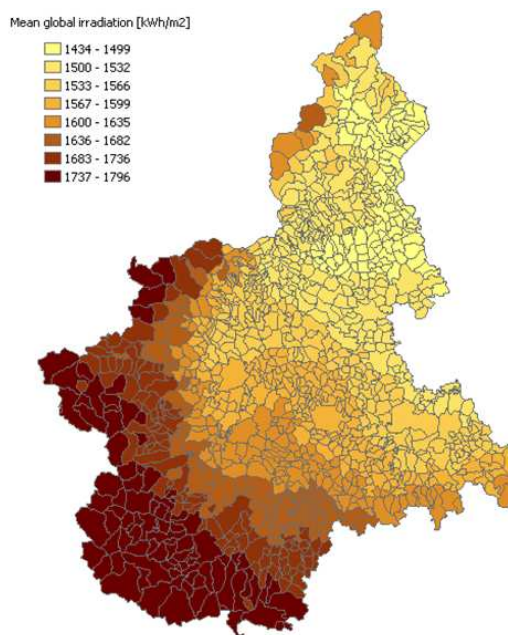 Mean global irradiation [kWh/m2]
1434 - 1499
1500 - 1532
1533 - 1566
1567 - 1599
1600 - 1635
1636 - 1682
1683 - 1736
1737 - 1796